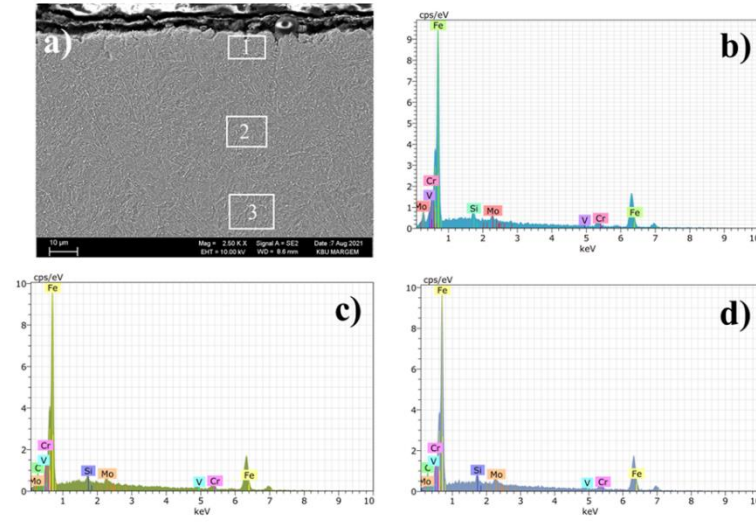 a)
1
2
3
10 µm
Mag = 2.50 K X Signal A = SE2 Date :7 Aug 2021
EHT = 10.00 kV WD = 8.6 mm KBU MARGEM
b)
cps/eV
Fe
9
8
7
6
5
4
3
2
1
0
Cr
V
Mo
Si
Mo
V
Cr
Fe
1 2 3 4 5 6 7 8 9 10
keV
c)
cps/eV
10
Fe
8
6
4
2
0
Cr
V
C
Mo
Si
Mo
V
Cr
Fe
1 2 3 4 5 6 7 8 9 10
keV
d)
cps/eV
10
Fe
8
6
4
2
0
Cr
V
C
Mo
Si
Mo
V
Cr
Fe
1 2 3 4 5 6 7 8 9 10
keV